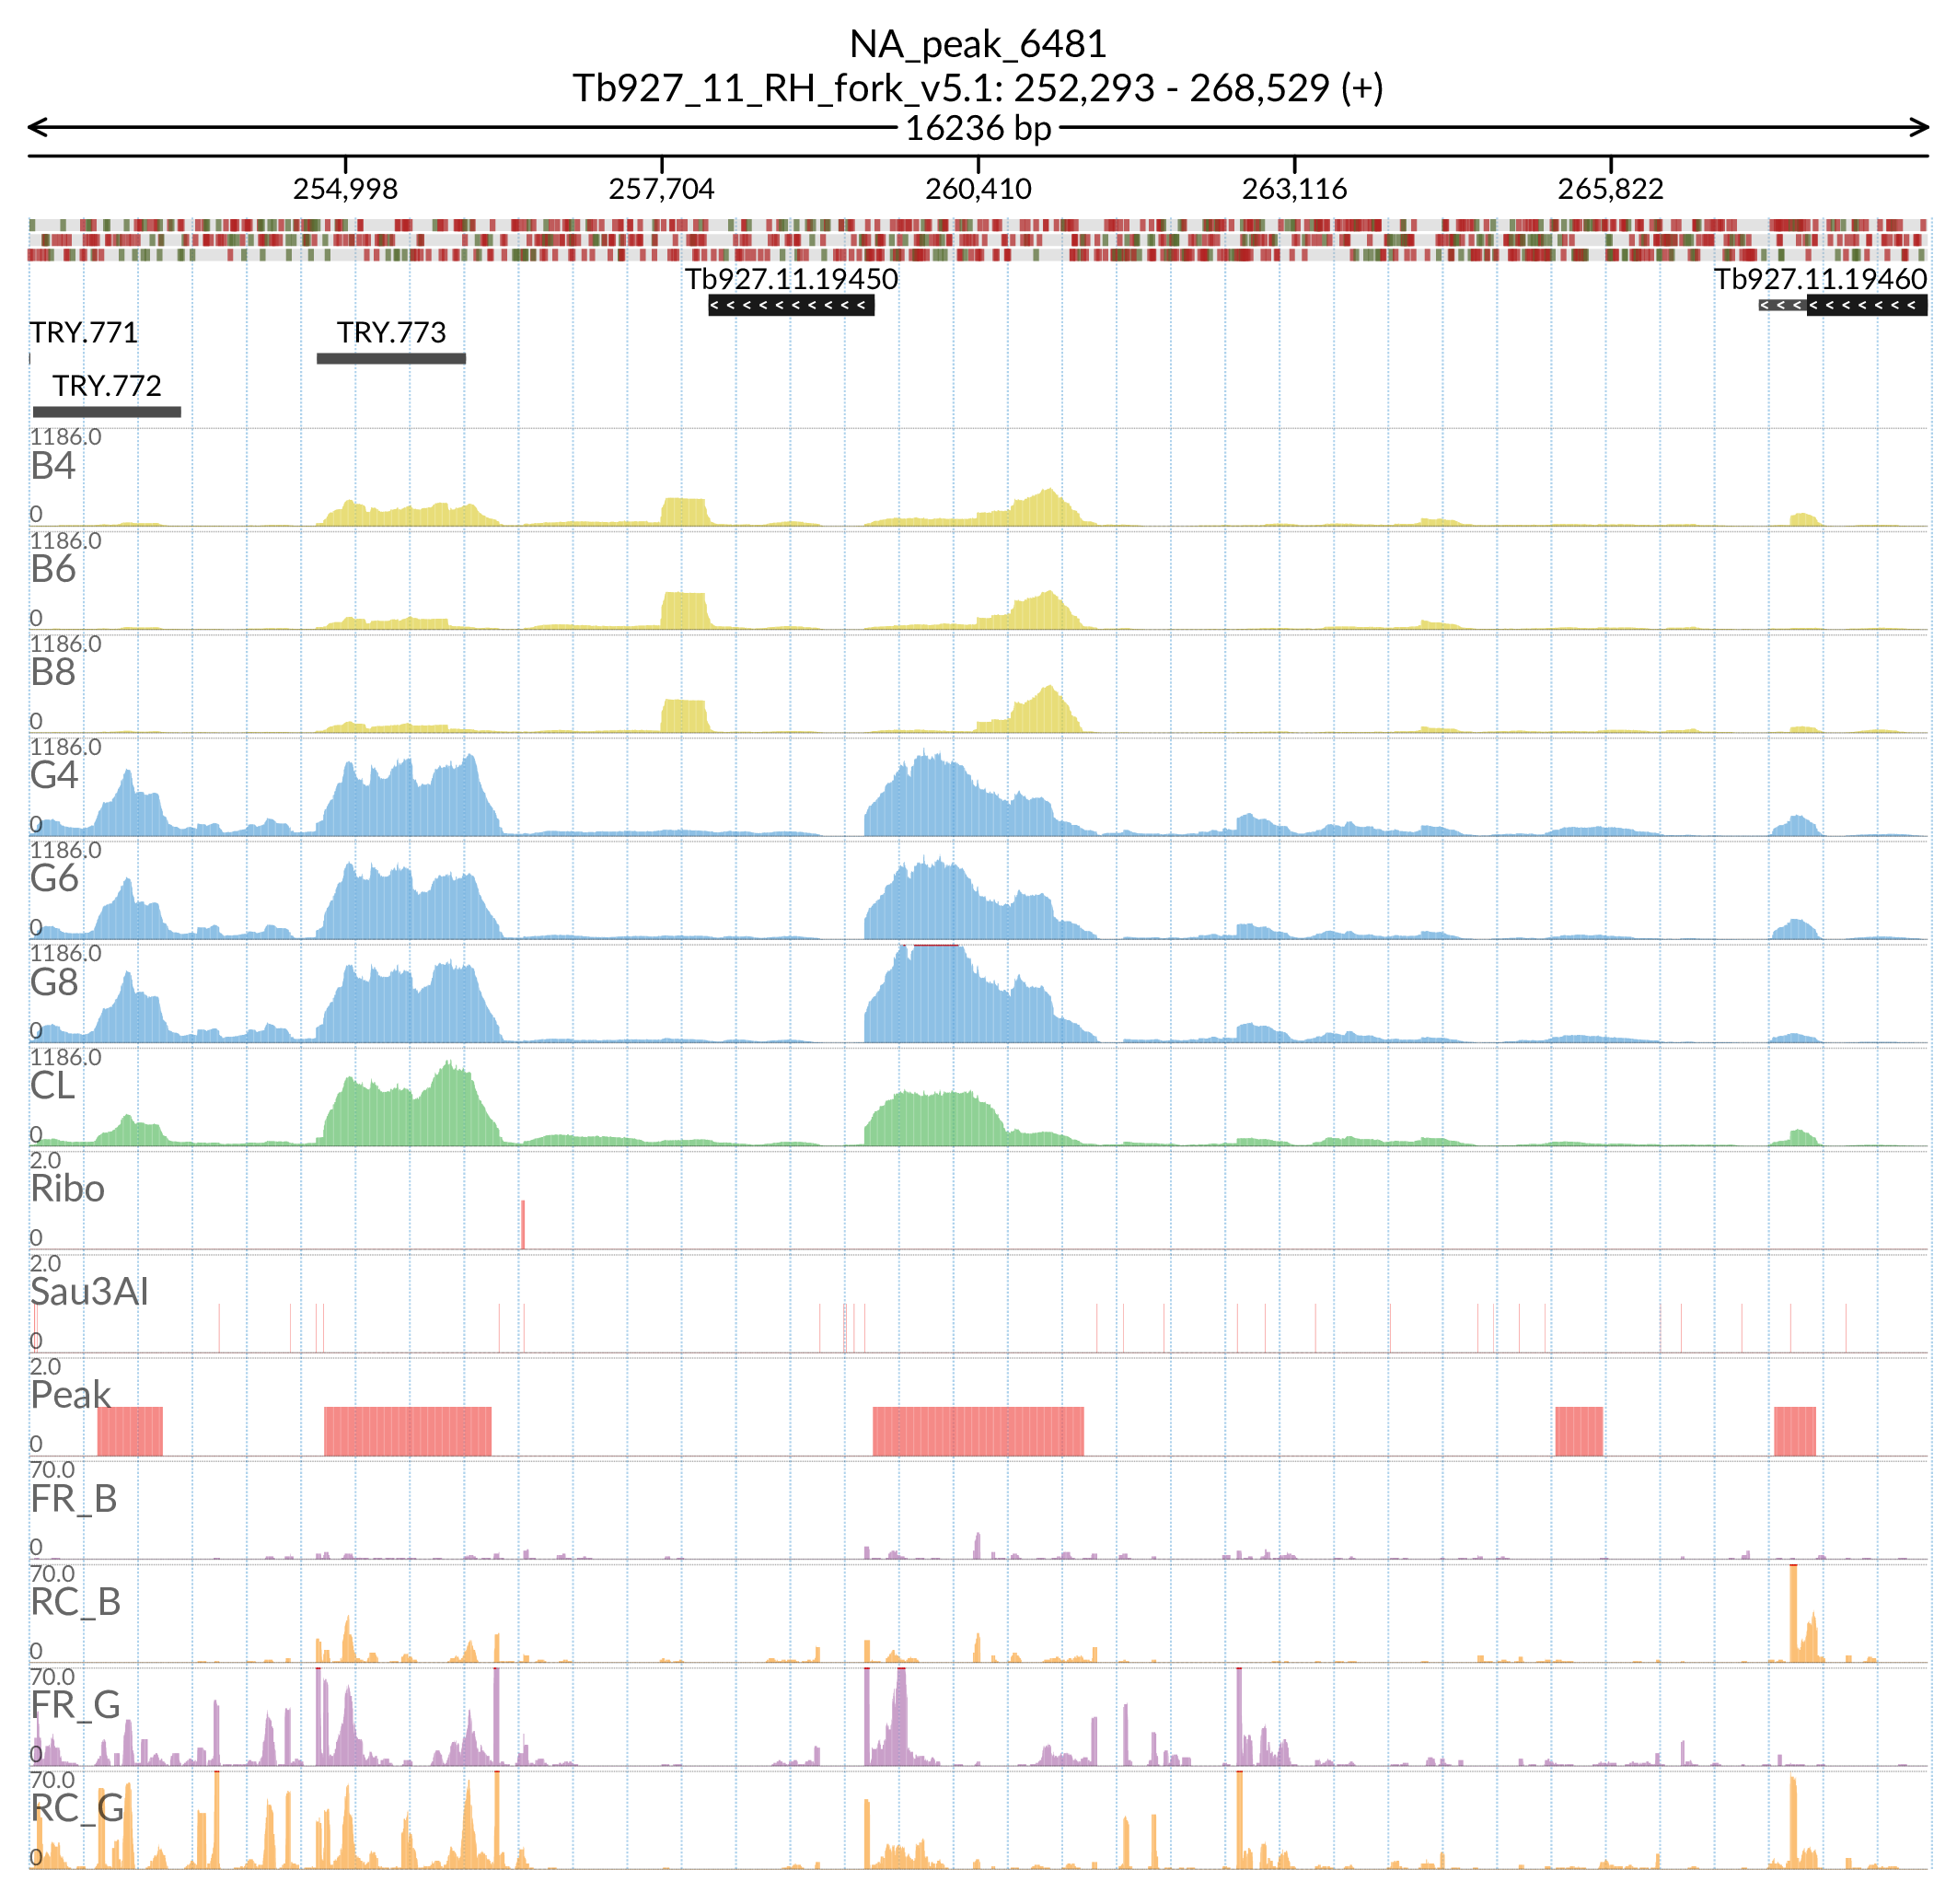 NA_peak_6481
Tb927_11_RH_fork_v5.1: 252,293 - 268,529 (+)
16236 bp
254,998 257,704 260,410 263,116 265,822
Tb927.11.19450 Tb927.11.19460
TRY.771 TRY.773
TRY.772
1186.0
B4
0
1186.0
B6
0
1186.0
B8
0
1186.0
G4
0
1186.0
G6
0
1186.0
G8
0
1186.0
CL
0
2.0
Ribo
0
2.0
Sau3AI
0
2.0
Peak
0
70.0
FR_B
0
70.0
RC_B
0
70.0
FR_G
0
70.0
RC_G
0